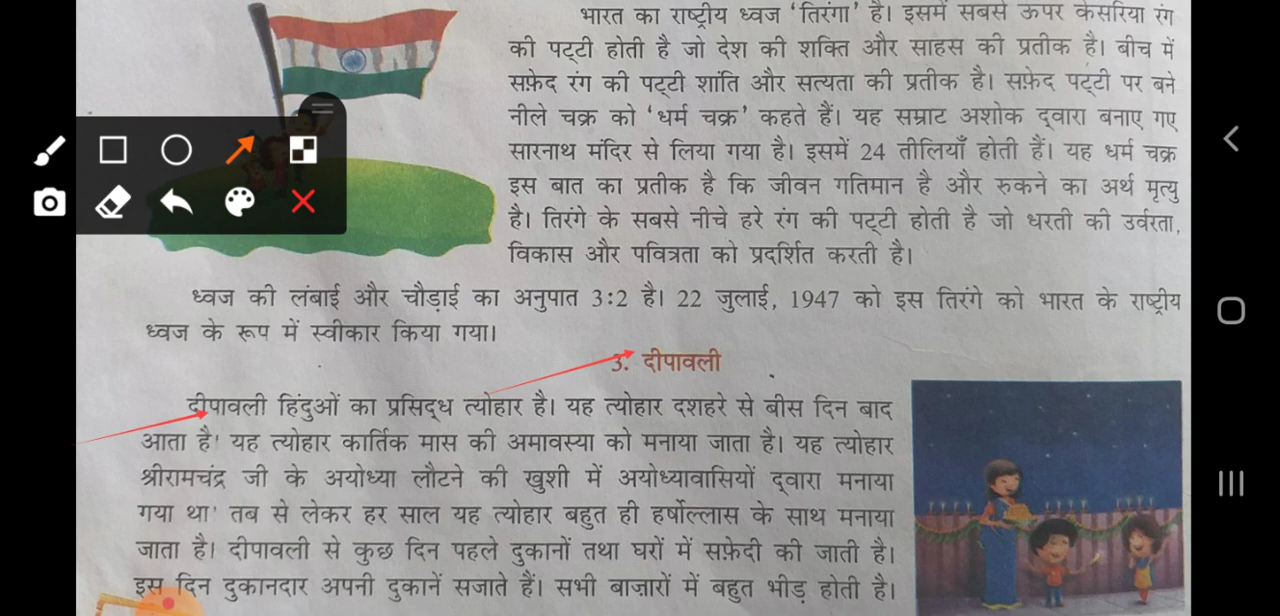 भारत का राष्ट्रीय ध्वज ‘तिरंगा’ है। इसमें सबसे ऊपर केसरिया रंग
की पट्टी होती है जो देश की शक्ति और साहस की प्रतीक है। बीच में
सफ़ेद रंग की पट्टी शांति और सत्यता की प्रतीक है। सफ़ेद पट्टी पर बने
नीले चक्र को ‘धर्म चक्र’ कहते हैं। यह सम्राट अशोक द्वारा बनाए गए
सारनाथ मंदिर से लिया गया है। इसमें 24 तीलियाँ होती हैं। यह धर्म चक्र
इस बात का प्रतीक है कि जीवन गतिमान है और रुकने का अर्थ मृत्यु
है। तिरंगे के सबसे नीचे हरे रंग की पट्टी होती है जो धरती की उर्वरता,
विकास और पवित्रता को प्रदर्शित करती है।
ध्वज की लंबाई और चौड़ाई का अनुपात 3:2 है। 22 जुलाई, 1947 को इस तिरंगे को भारत के राष्ट्रीय
ध्वज के रूप में स्वीकार किया गया।
3. दीपावली
दीपावली हिंदुओं का प्रसिद्ध त्योहार है। यह त्योहार दशहरे से बीस दिन बाद
आता है। यह त्योहार कार्तिक मास की अमावस्या को मनाया जाता है। यह त्योहार
श्रीरामचंद्र जी के अयोध्या लौटने की खुशी में अयोध्यावासियों द्वारा मनाया
गया था। तब से लेकर हर साल यह त्योहार बहुत ही हर्षोल्लास के साथ मनाया
जाता है। दीपावली से कुछ दिन पहले दुकानों तथा घरों में सफ़ेदी की जाती है।
इस दिन दुकानदार अपनी दुकानें सजाते हैं। सभी बाज़ारों में बहुत भीड़ होती है।